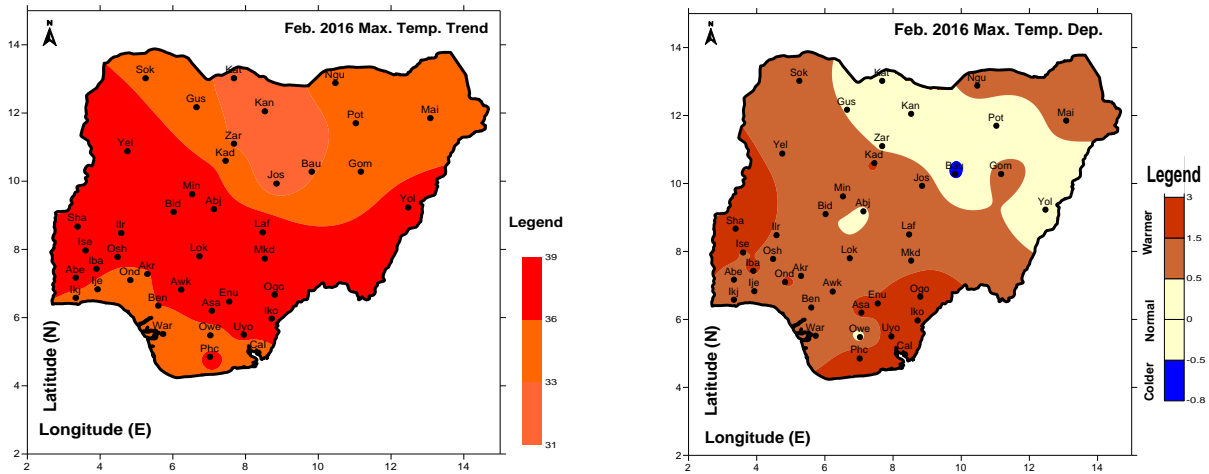 Feb. 2016 Max. Temp. Trend
N
14
12
10
8
6
4
2
Sok
Kat
Ngu
Gus
Kan
Pot
Mai
Zar
Kad
Yel
Bau
Gom
Jos
Min
Abj
Bid
Yol
Sha
Ilr
Laf
Ise
Osh
Lok
Mkd
Iba
Abe
Akr
Ond
Ije
Awk
Ikj
Ben
Enu
Ogo
Asa
Iko
War
Owe
Uyo
Cal
Phc
Latitude (N)
Longitude (E)
2
4
6
8
10
12
14
Legend
39
36
33
31
Feb. 2016 Max. Temp. Dep.
N
14
12
10
8
6
4
2
Sok
Kat
Ngu
Gus
Kan
Pot
Mai
Zar
Kad
Yel
Bau
Gom
Jos
Min
Abj
Bid
Yol
Sha
Ilr
Laf
Ise
Osh
Lok
Mkd
Iba
Abe
Akr
Ond
Ije
Awk
Ikj
Ben
Enu
Ogo
Asa
Iko
War
Owe
Uyo
Cal
Phc
Latitude (N)
Longitude (E)
2
4
6
8
10
12
14
Legend
Warmer
Normal
Colder
3
1.5
0.5
0
-0.5
-0.8